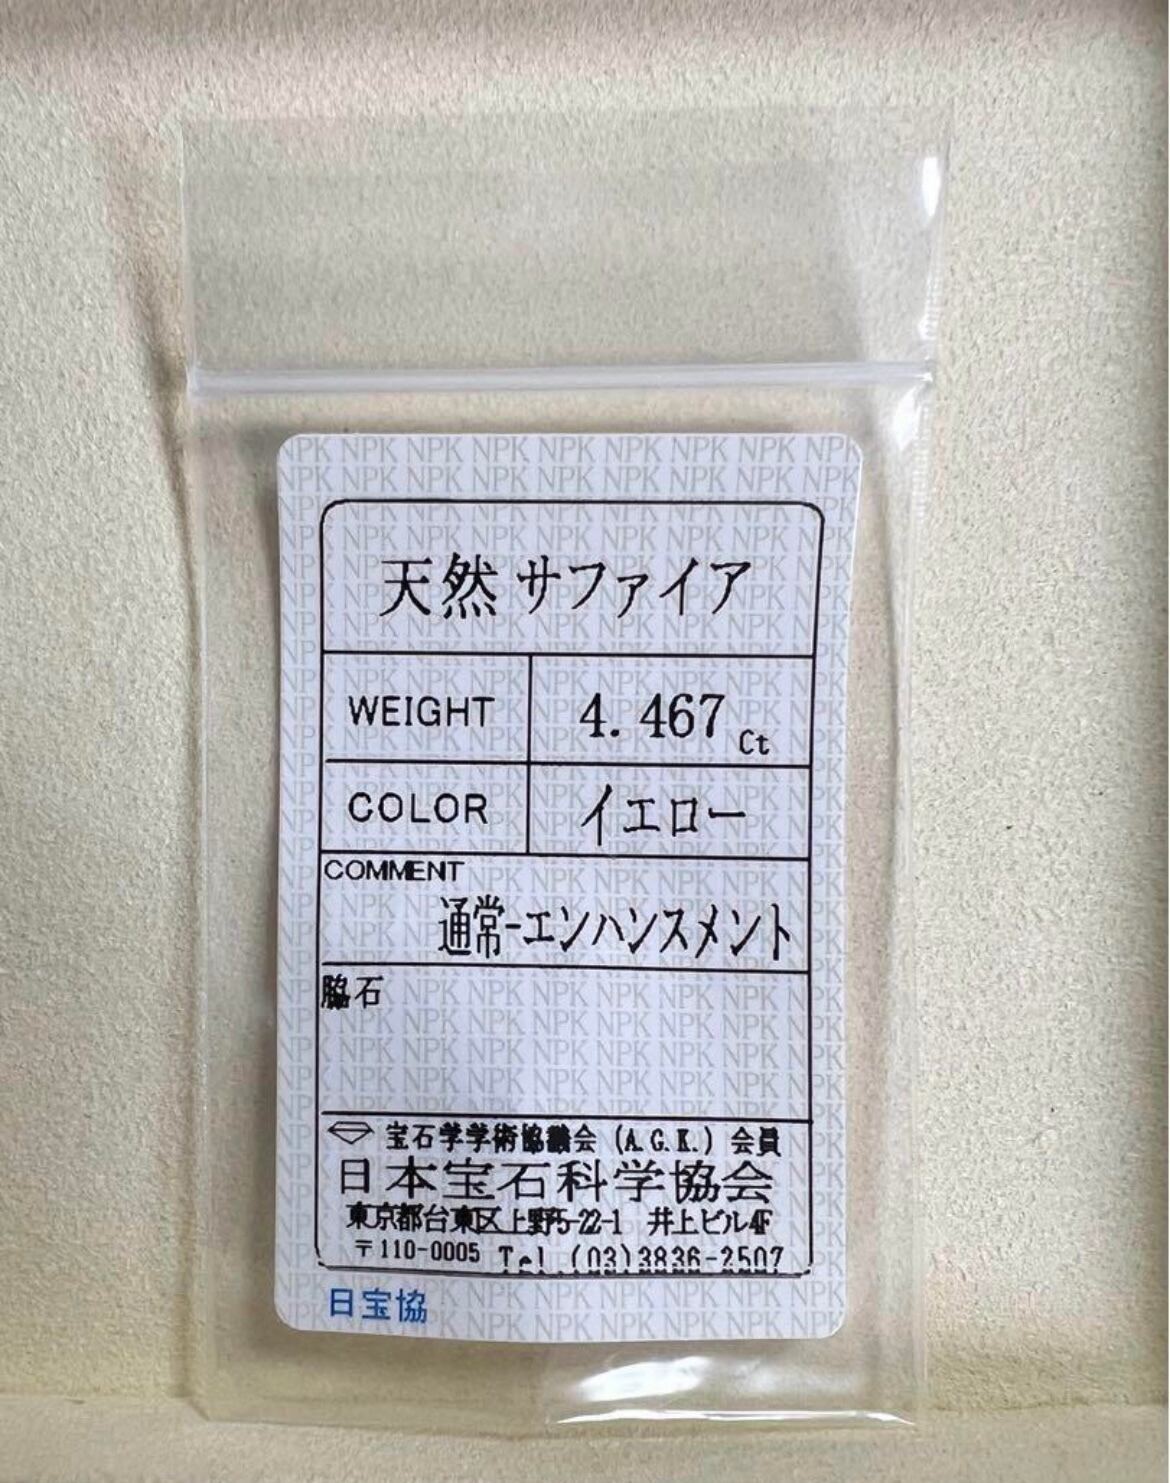 天然 サファイア
WEIGHT 4.467 Ct
COLOR イエロー
COMMENT
通常-エンハンスメント
脇石
宝石学学術協議会 (A.G.K.) 会員
日本宝石科学協会
東京都台東区上野5-22-1 井上ビル4F
〒110-0005 Tel.(03)3836-2507
日宝協